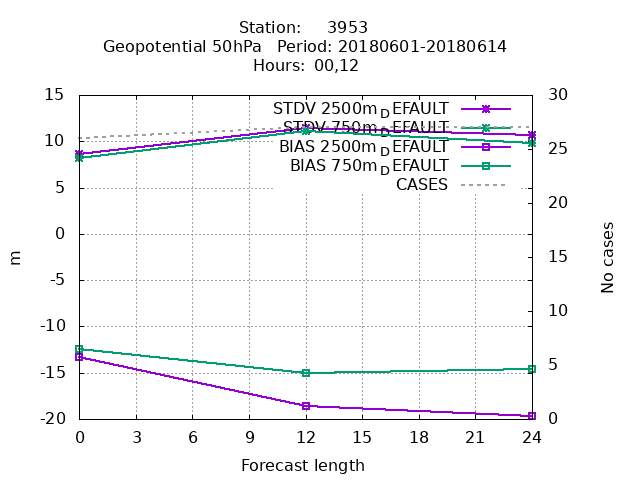 Station: 3953
Geopotential 50hPa Period: 20180601-20180614
Hours: 00,12
STDV 2500m_DEFAULT
STDV 750m_DEFAULT
BIAS 2500m_DEFAULT
BIAS 750m_DEFAULT
CASES
15
10
5
0
-5
-10
-15
-20
m
30
25
20
15
10
5
0
No cases
0 3 6 9 12 15 18 21 24
Forecast length